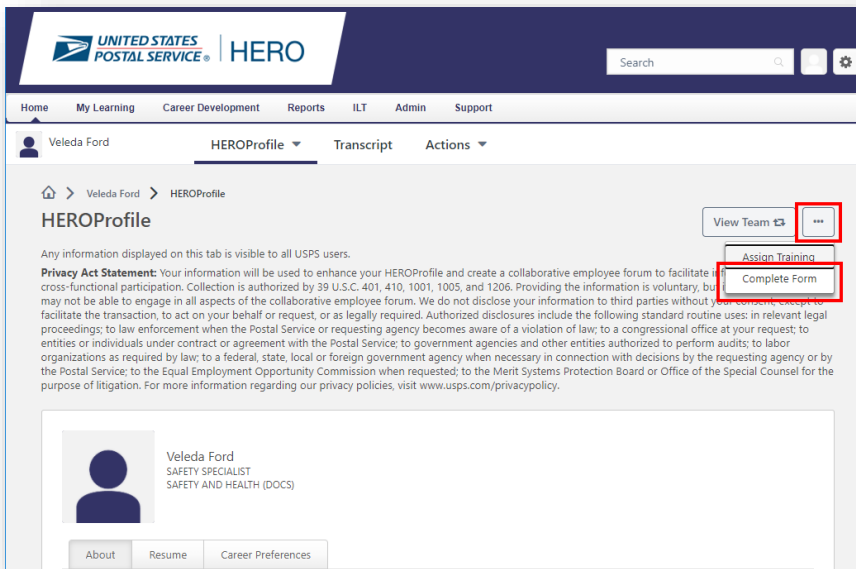 UNITED STATES
POSTAL SERVICE® HERO
Search
Home My Learning Career Development Reports ILT Admin Support
Veleda Ford HEROProfile Transcript Actions
Veleda Ford HEROProfile
HEROProfile
View Team ...
Any information displayed on this tab is visible to all USPS users.
Assign Training
Privacy Act Statement: Your information will be used to enhance your HEROProfile and create a collaborative employee forum to facilitate
Complete Form
cross-functional participation. Collection is authorized by 39 U.S.C. 401, 410, 1001, 1005, and 1206. Providing the information is voluntary, but
may not be able to engage in all aspects of the collaborative employee forum. We do not disclose your information to third parties without your consent, except to
facilitate the transaction, to act on your behalf or request, or as legally required. Authorized disclosures include the following standard routine uses: in relevant legal
proceedings; to law enforcement when the Postal Service or requesting agency becomes aware of a violation of law; to a congressional office at your request; to
entities or individuals under contract or agreement with the Postal Service; to government agencies and other entities authorized to perform audits; to labor
organizations as required by law; to a federal, state, local or foreign government agency when necessary in connection with decisions by the requesting agency or by
the Postal Service; to the Equal Employment Opportunity Commission when requested; to the Merit Systems Protection Board or Office of the Special Counsel for the
purpose of litigation. For more information regarding our privacy policies, visit www.usps.com/privacypolicy.
Veleda Ford
SAFETY SPECIALIST
SAFETY AND HEALTH (DOCS)
About Resume Career Preferences